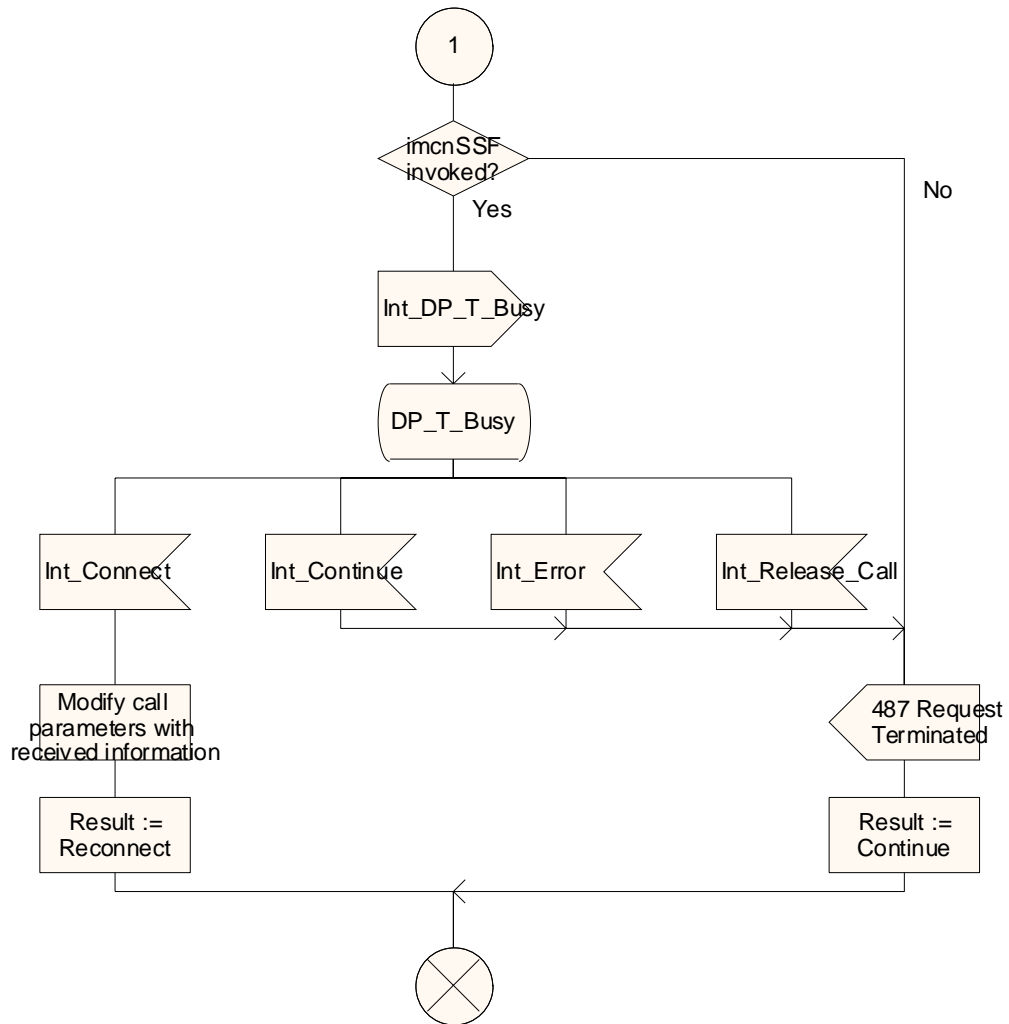 1
imcnSSF
invoked?
No
Yes
Int_DP_T_Busy
DP_T_Busy
Int_Connect
Int_Continue
Int_Error
Int_Release_Call
Modify call
parameters with
received information
487 Request
Terminated
Result :=
Reconnect
Result :=
Continue